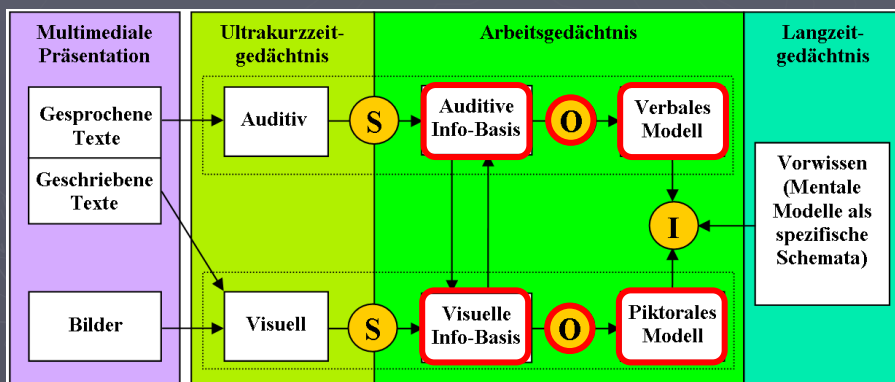 Multimediale
Präsentation
Ultrakurzzeit-
gedächtnis
Arbeitsgedächtnis
Langzeit-
gedächtnis
Gesprochene
Texte
Auditiv
S
Auditive
Info-Basis
O
Verbales
Modell
Geschriebene
Texte
I
Vorwissen
(Mentale
Modelle als
spezifische
Schemata)
Bilder
Visuell
S
Visuelle
Info-Basis
O
Piktorales
Modell